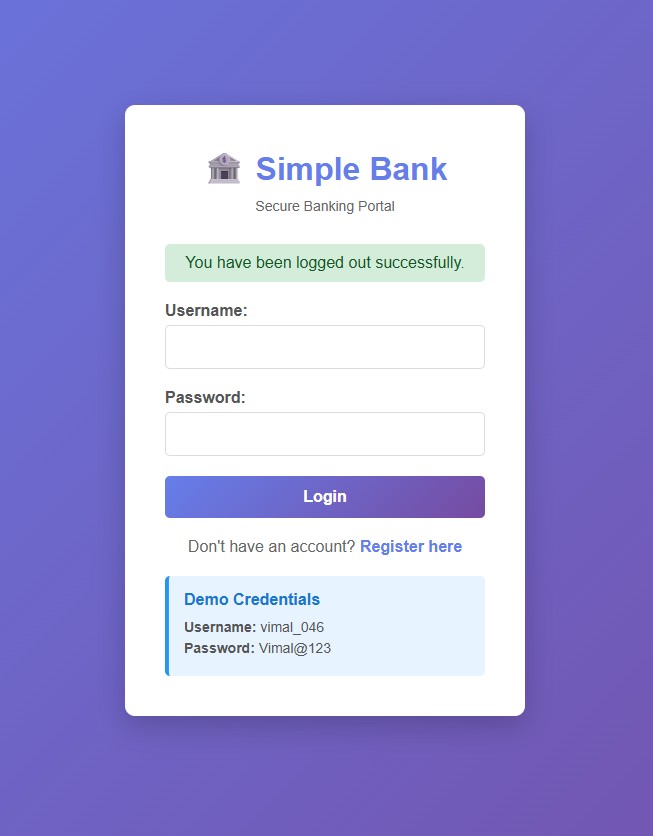 Simple Bank
Secure Banking Portal
You have been logged out successfully.
Username:
Password:
Login
Don't have an account? Register here
Demo Credentials
Username: vimal_046
Password: Vimal@123